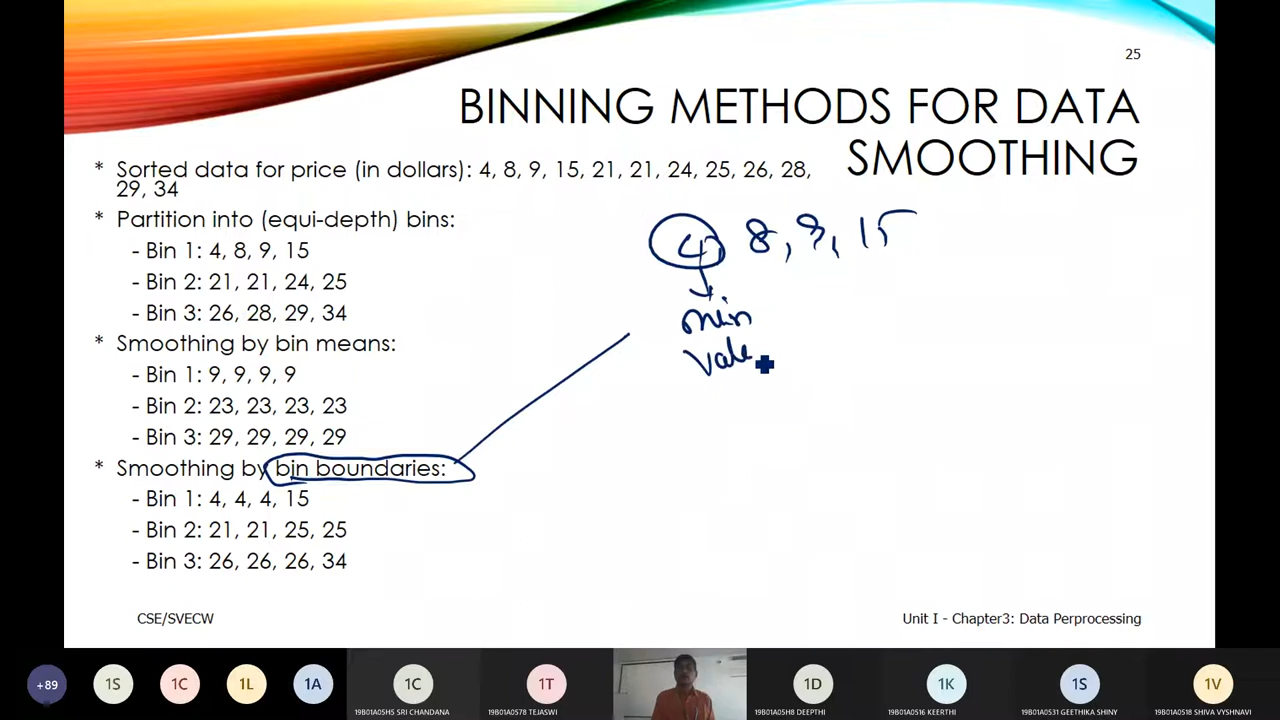 25
BINNING METHODS FOR DATA
SMOOTHING
* Sorted data for price (in dollars): 4, 8, 9, 15, 21, 21, 24, 25, 26, 28,
29, 34
* Partition into (equi-depth) bins:
- Bin 1: 4, 8, 9, 15
- Bin 2: 21, 21, 24, 25
- Bin 3: 26, 28, 29, 34
* Smoothing by bin means:
- Bin 1: 9, 9, 9, 9
- Bin 2: 23, 23, 23, 23
- Bin 3: 29, 29, 29, 29
* Smoothing by bin boundaries:
- Bin 1: 4, 4, 4, 15
- Bin 2: 21, 21, 25, 25
- Bin 3: 26, 26, 26, 34
4, 8, 9, 15
min
Vale
CSE/SVECW
Unit I - Chapter3: Data Perprocessing
+89
1S
1C
1L
1A
1C
1T
1D
1K
1S
1V
19B01A05H5 SRI CHANDANA
19B01A0578 TEJASWI
19B01A05H8 DEEPTHI
19B01A0516 KEERTHI
19B01A0531 GEETHIKA SHINY
19B01A0518 SHIVA VYSHNAVI